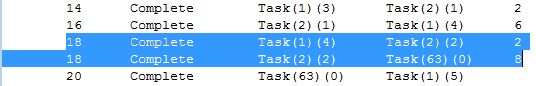 14 Complete Task(1)(3) Task(2)(1) 2
16 Complete Task(2)(1) Task(1)(4) 6
18 Complete Task(1)(4) Task(2)(2) 2
18 Complete Task(2)(2) Task(63)(0) 8
20 Complete Task(63)(0) Task(1)(5)